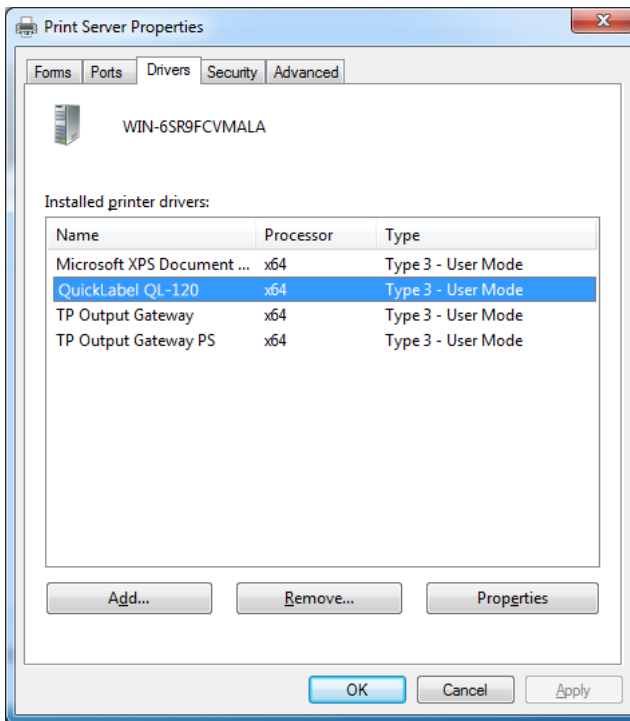 Print Server Properties
Forms Ports Drivers Security Advanced
WIN-6SR9FCVMALA
Installed printer drivers:
Name Processor Type
Microsoft XPS Document ... x64 Type 3 - User Mode
QuickLabel QL-120 x64 Type 3 - User Mode
TP Output Gateway x64 Type 3 - User Mode
TP Output Gateway PS x64 Type 3 - User Mode
Add... Remove... Properties
OK Cancel Apply